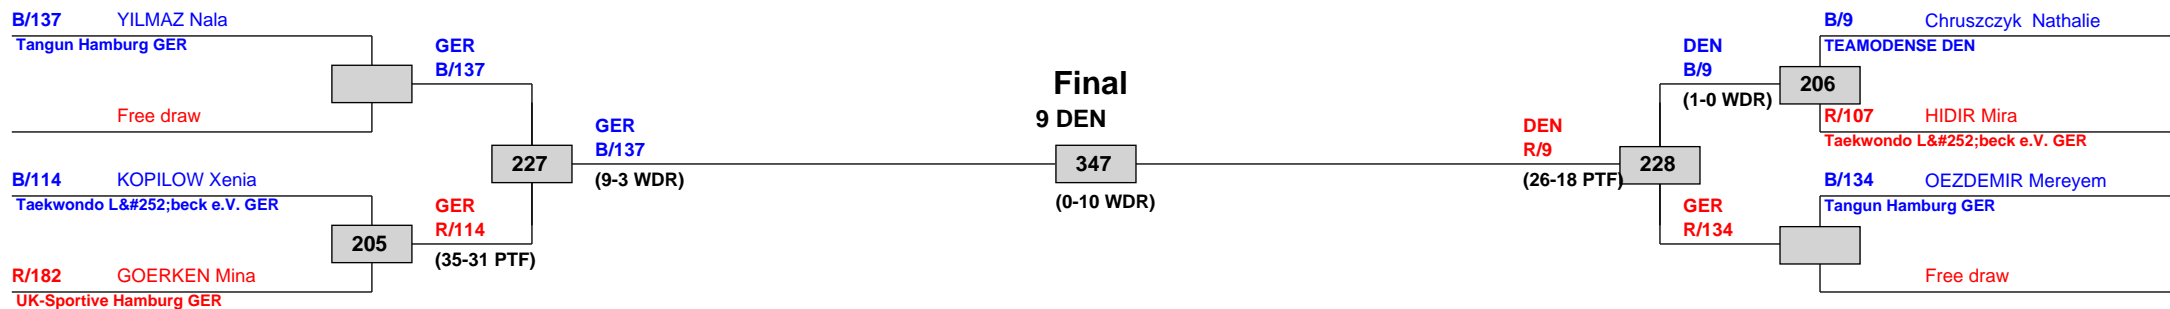 B/137 YILMAZ Nala
Tangun Hamburg GER
Free draw
B/114 KOPILOW Xenia
Taekwondo L&#252;beck e.V. GER
205
R/182 GOERKEN Mina
UK-Sportive Hamburg GER
GER
B/137
227
GER
R/114
(35-31 PTF)
GER
B/137
(9-3 WDR)
Final
9 DEN
347
(0-10 WDR)
DEN
R/9
(26-18 PTF)
228
DEN
B/9
(1-0 WDR)
GER
R/134
B/9 Chruszczyk  Nathalie
TEAMODENSE DEN
206
R/107 HIDIR Mira
Taekwondo L&#252;beck e.V. GER
B/134 OEZDEMIR Mereyem
Tangun Hamburg GER
Free draw